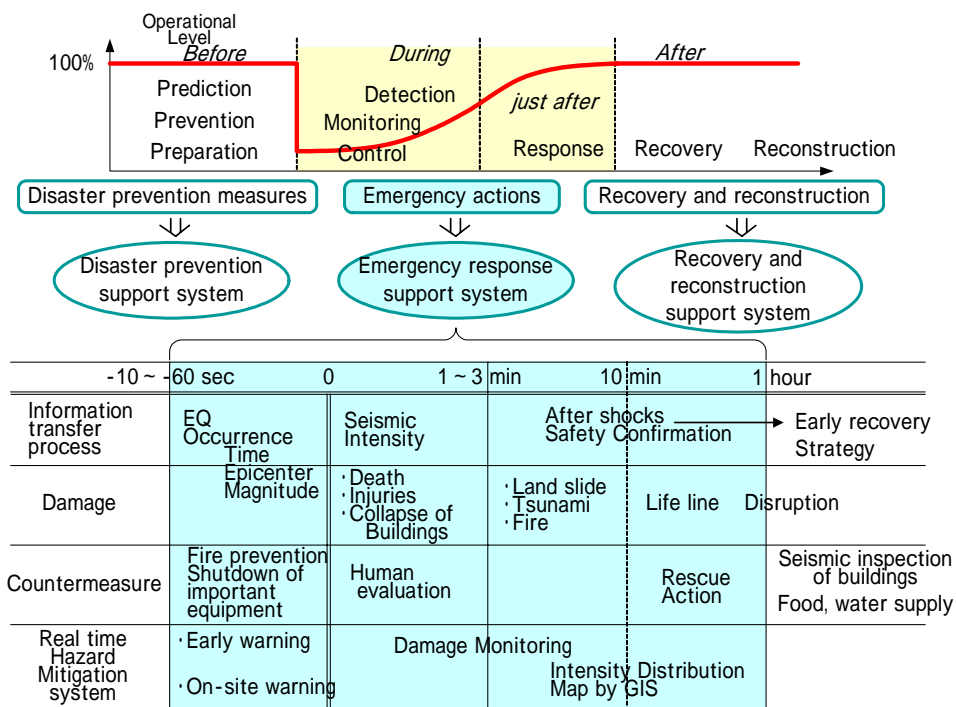 Operational
Level
Before During After
100%
Prediction
Prevention
Preparation
Detection
Monitoring
Control
just after
Response
Recovery Reconstruction
Disaster prevention measures
Emergency actions
Recovery and reconstruction
Disaster prevention
support system
Emergency response
support system
Recovery and
reconstruction
support system
-10 ~ -60 sec 0 1 ~ 3 min 10 min 1 hour
Information
transfer
process
EQ
Occurrence
Time
Epicenter
Magnitude
Seismic
Intensity
After shocks
Safety Confirmation
Early recovery
Strategy
Damage
・Death
・Injuries
・Collapse of
Buildings
・Land slide
・Tsunami
・Fire
Life line Disruption
Countermeasure
Fire prevention
Shutdown of
important
equipment
Human
evaluation
Rescue
Action
Seismic inspection
of buildings
Food, water supply
Real time
Hazard
Mitigation
system
・Early warning
・On-site warning
Damage Monitoring
Intensity Distribution
Map by GIS